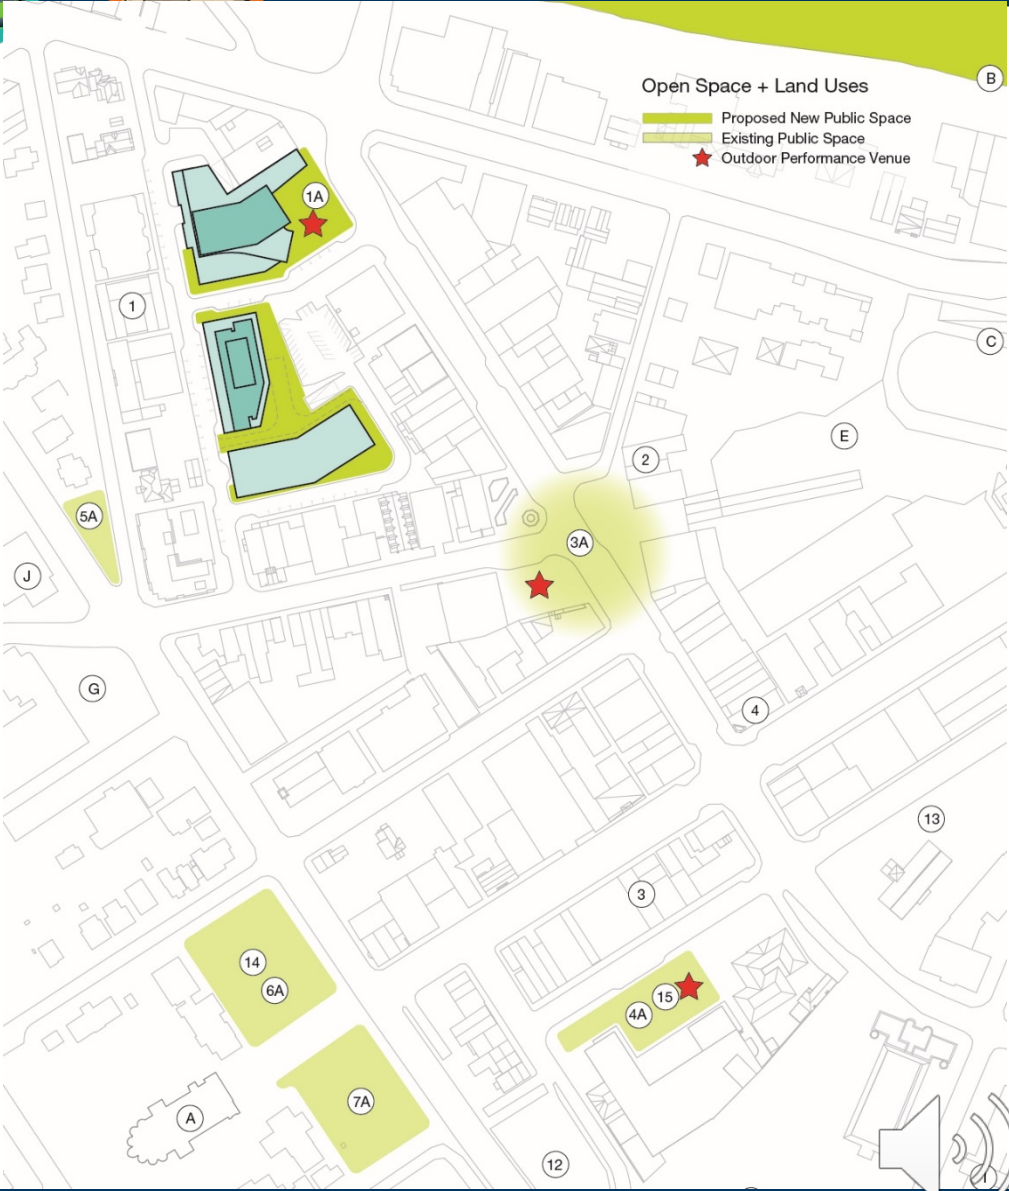 B
Open Space + Land Uses
Proposed New Public Space
Existing Public Space
Outdoor Performance Venue
1A
1
C
E
2
5A
3A
J
G
4
13
3
14
6A
15
4A
7A
A
12
I